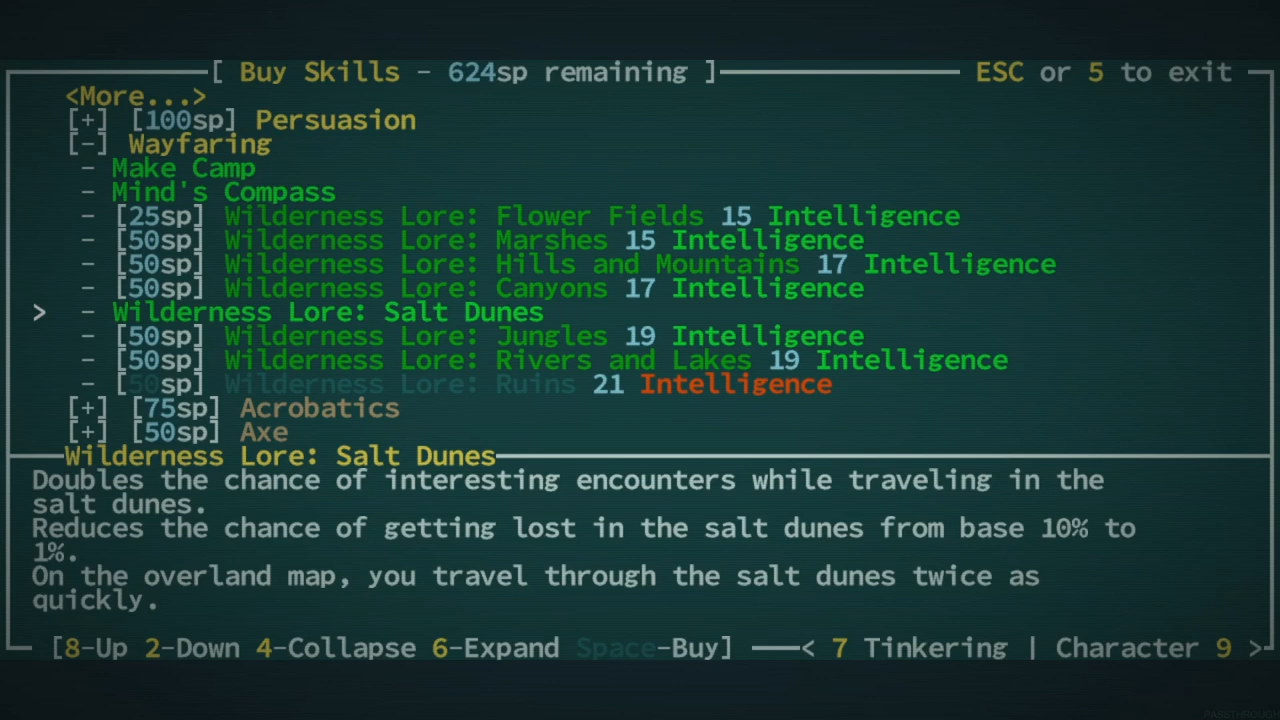 [ Buy Skills - 624sp remaining ] ESC or 5 to exit
<More...>
[+] [100sp] Persuasion
[-] Wayfaring
- Make Camp
- Mind's Compass
- [25sp] Wilderness Lore: Flower Fields 15 Intelligence
- [50sp] Wilderness Lore: Marshes 15 Intelligence
- [50sp] Wilderness Lore: Hills and Mountains 17 Intelligence
- [50sp] Wilderness Lore: Canyons 17 Intelligence
> - Wilderness Lore: Salt Dunes
- [50sp] Wilderness Lore: Jungles 19 Intelligence
- [50sp] Wilderness Lore: Rivers and Lakes 19 Intelligence
- [50sp] Wilderness Lore: Ruins 21 Intelligence
[+] [75sp] Acrobatics
[+] [50sp] Axe
Wilderness Lore: Salt Dunes
Doubles the chance of interesting encounters while traveling in the
salt dunes.
Reduces the chance of getting lost in the salt dunes from base 10% to
1%.
On the overland map, you travel through the salt dunes twice as
quickly.
[8-Up 2-Down 4-Collapse 6-Expand Space-Buy] < 7 Tinkering | Character 9 >